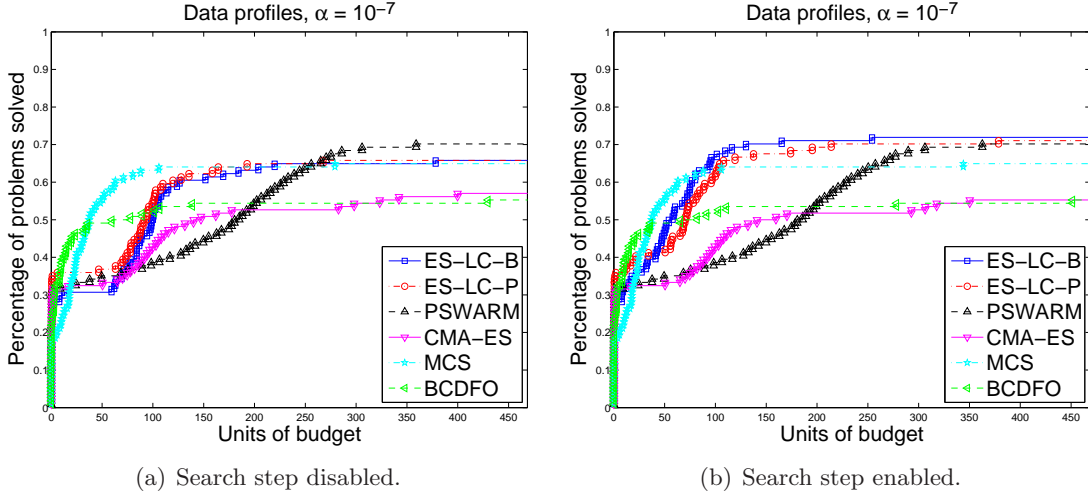 Data profiles, α = 10−7
Percentage of problems solved
1
0.9
0.8
0.7
0.6
0.5
0.4
0.3
0.2
0.1
0
50 100 150 200 250 300 350 400 450
Units of budget
ES−LC−B
ES−LC−P
PSWARM
CMA−ES
MCS
BCDFO
(a) Search step disabled.
Data profiles, α = 10−7
Percentage of problems solved
1
0.9
0.8
0.7
0.6
0.5
0.4
0.3
0.2
0.1
0
0 50 100 150 200 250 300 350 400 450
Units of budget
ES−LC−B
ES−LC−P
PSWARM
CMA−ES
MCS
BCDFO
(b) Search step enabled.